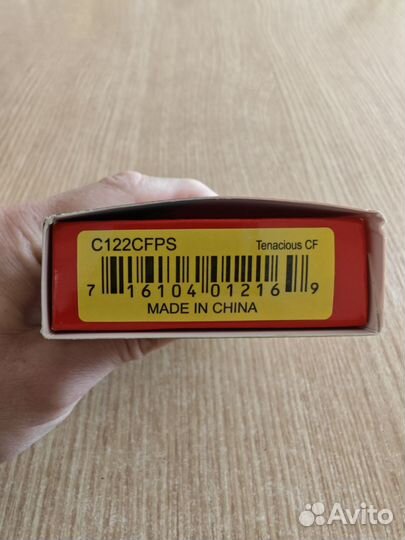 C122CFPS Tenacious CF
7 16104 01216 9
MADE IN CHINA
Avito